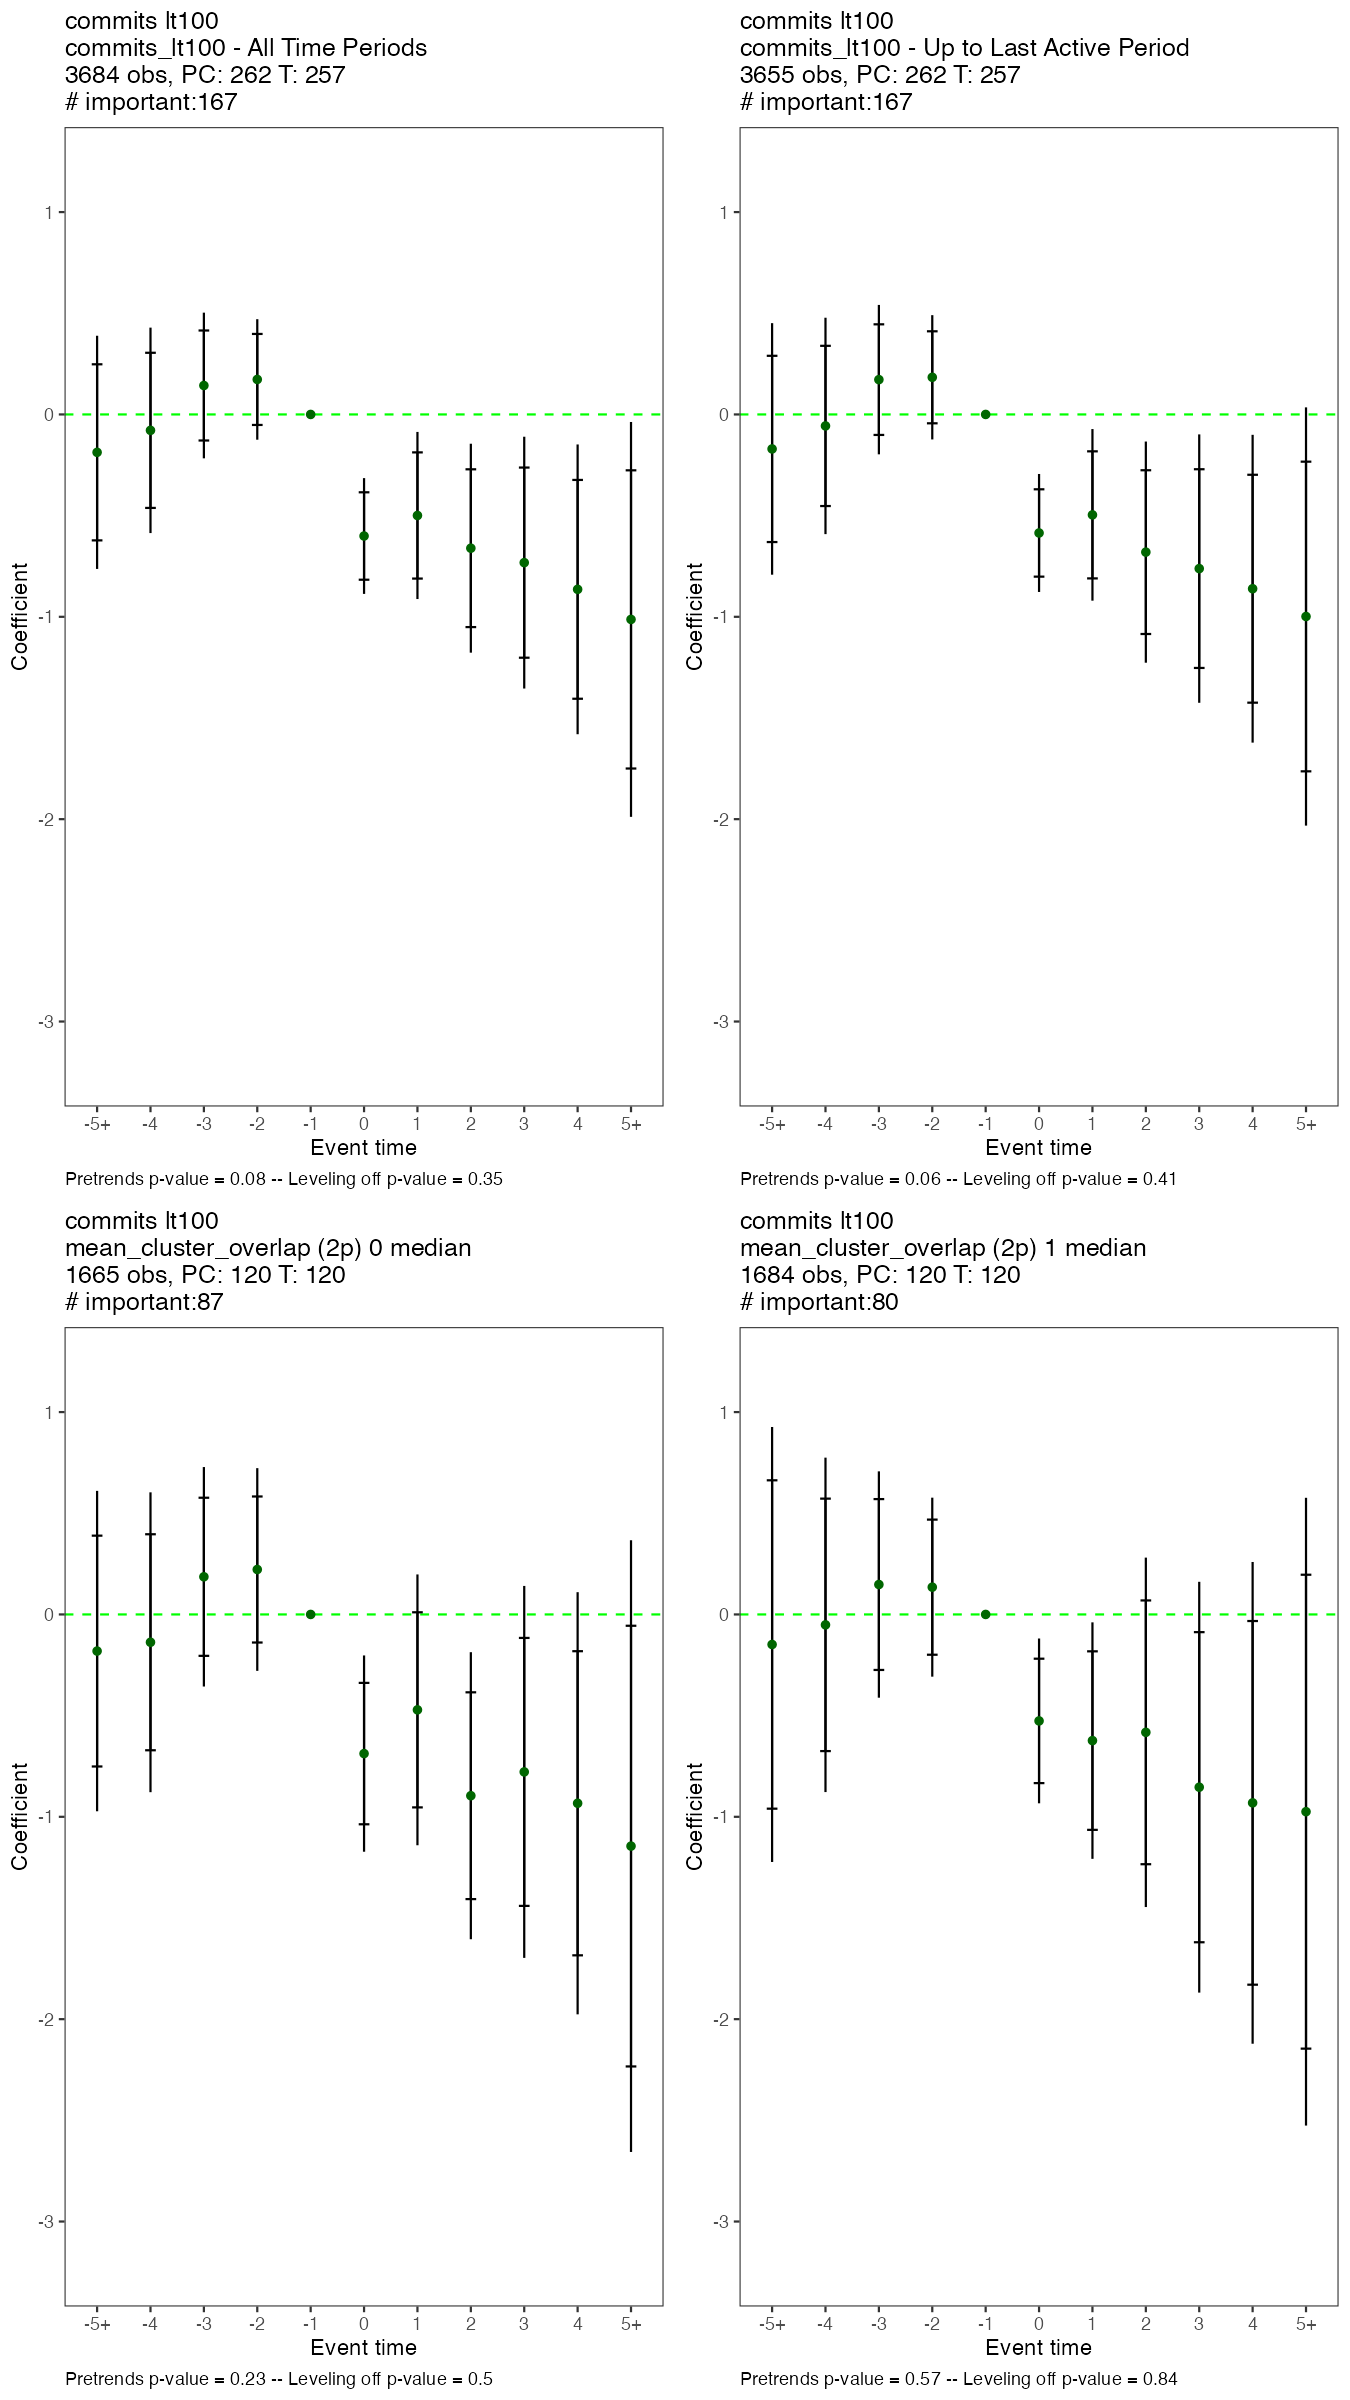 commits lt100
commits_lt100 - All Time Periods
3684 obs, PC: 262 T: 257
# important:167
1
0
-1
-2
-3
Coefficient
-5+ -4 -3 -2 -1 0 1 2 3 4 5+
Event time
Pretrends p-value = 0.08 -- Leveling off p-value = 0.35
commits lt100
commits_lt100 - Up to Last Active Period
3655 obs, PC: 262 T: 257
# important:167
1
0
-1
-2
-3
Coefficient
-5+ -4 -3 -2 -1 0 1 2 3 4 5+
Event time
Pretrends p-value = 0.06 -- Leveling off p-value = 0.41
commits lt100
mean_cluster_overlap (2p) 0 median
1665 obs, PC: 120 T: 120
# important:87
1
0
-1
-2
-3
Coefficient
-5+ -4 -3 -2 -1 0 1 2 3 4 5+
Event time
Pretrends p-value = 0.23 -- Leveling off p-value = 0.5
commits lt100
mean_cluster_overlap (2p) 1 median
1684 obs, PC: 120 T: 120
# important:80
1
0
-1
-2
-3
Coefficient
-5+ -4 -3 -2 -1 0 1 2 3 4 5+
Event time
Pretrends p-value = 0.57 -- Leveling off p-value = 0.84